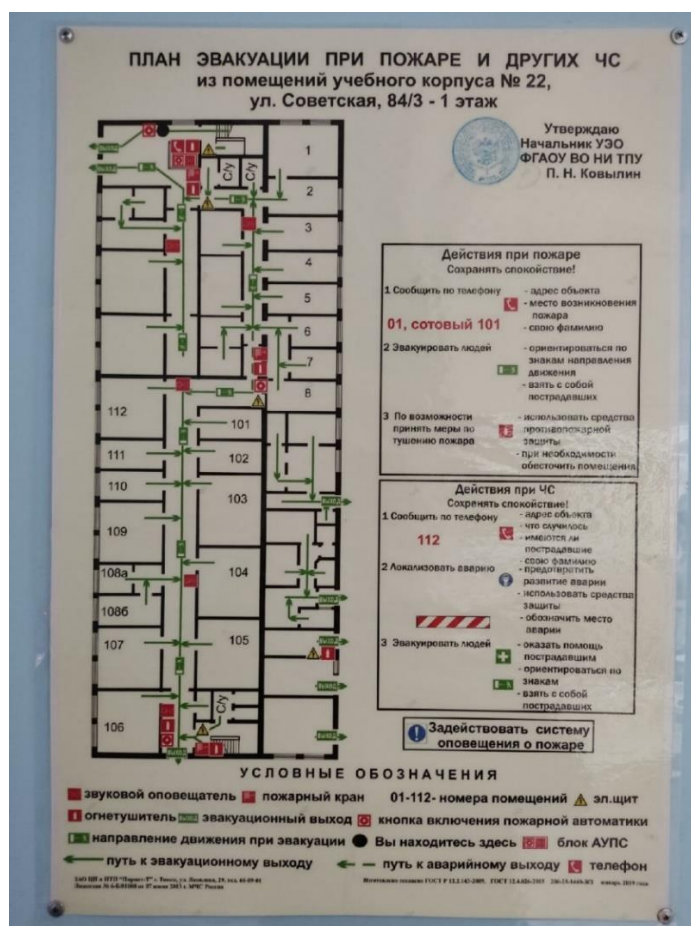 ПЛАН ЭВАКУАЦИИ ПРИ ПОЖАРЕ И ДРУГИХ ЧС
из помещений учебного корпуса № 22,
ул. Советская, 84/3 - 1 этаж
Утверждаю
Начальник УЭО
ФГАОУ ВО НИ ТПУ
П. Н. Ковылин
ВЫХОД
ВЫХОД
С/у
С/у
1
2
3
4
5
6
7
8
112
111
110
109
108а
108б
107
106
101
102
103
104
105
С/у
ВЫХОД
ВЫХОД
ВЫХОД
ВЫХОД
ВЫХОД
ВЫХОД
Действия при пожаре
Сохранять спокойствие!
1 Сообщить по телефону
01, сотовый 101
- адрес объекта
- место возникновения
пожара
- свою фамилию
2 Эвакуировать людей
- ориентироваться по
знакам направления
движения
- взять с собой
пострадавших
3 По возможности
принять меры по
тушению пожара
- использовать средства
противопожарной
защиты
- при необходимости
обесточить помещения
Действия при ЧС
Сохранять спокойствие!
1 Сообщить по телефону
112
- адрес объекта
- что случилось
- имеются ли
пострадавшие
- свою фамилию
2 Локализовать аварию
- предотвратить
развитие аварии
- использовать средства
защиты
- обозначить место
аварии
3 Эвакуировать людей
- оказать помощь
пострадавшим
- ориентироваться по
знакам
- взять с собой
пострадавших
Задействовать систему
оповещения о пожаре
УСЛОВНЫЕ ОБОЗНАЧЕНИЯ
звуковой оповещатель пожарный кран 01-112- номера помещений эл.щит
огнетушитель эвакуационный выход кнопка включения пожарной автоматики
направление движения при эвакуации Вы находитесь здесь блок АУПС
путь к эвакуационному выходу путь к аварийному выходу телефон